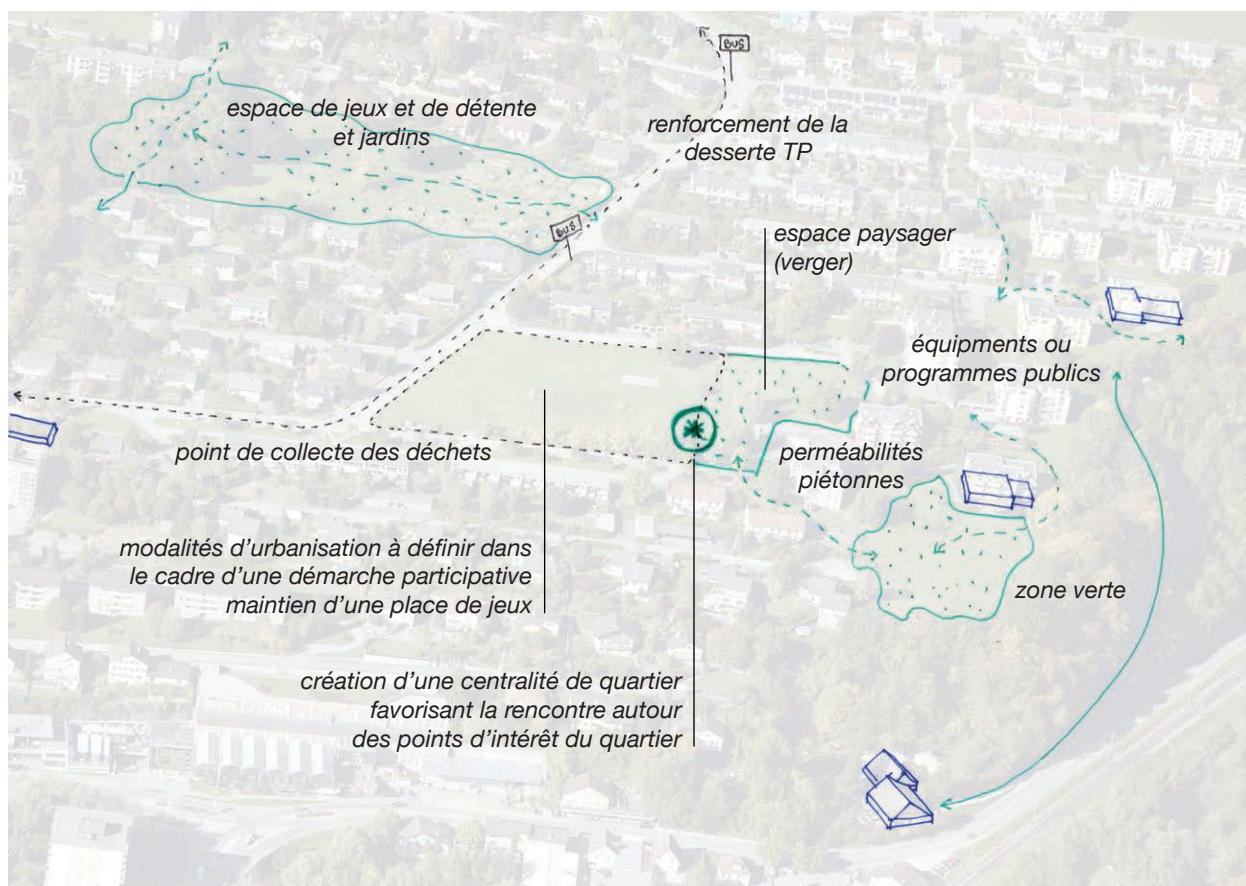 BUS
espace de jeux et de détente
et jardins
renforcement de la
desserte TP
BUS
espace paysager
(verger)
équipments ou
programmes publics
point de collecte des déchets
perméabilités
piétonnes
modalités d'urbanisation à définir dans
le cadre d'une démarche participative
maintien d'une place de jeux
zone verte
création d'une centralité de quartier
favorisant la rencontre autour
des points d'intérêt du quartier